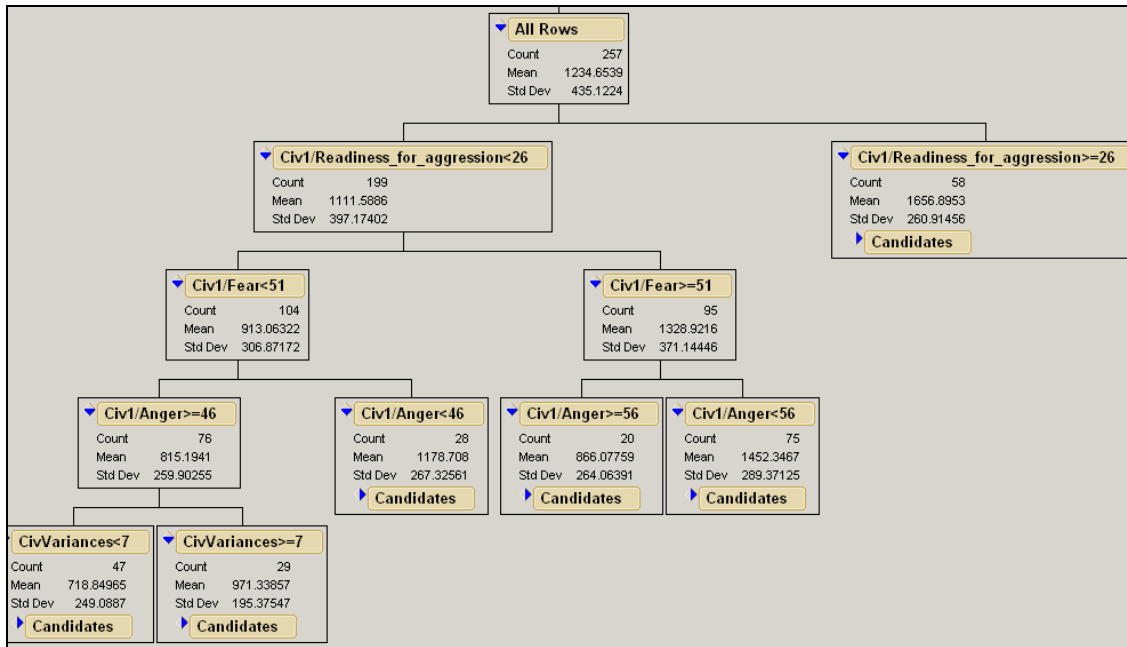 All Rows
Count 257
Mean 1234.6539
Std Dev 435.1224
Civ1/Readiness_for_aggression<26
Count 199
Mean 1111.5886
Std Dev 397.17402
Civ1/Readiness_for_aggression>=26
Count 58
Mean 1656.8953
Std Dev 260.91456
Candidates
Civ1/Fear<51
Count 104
Mean 913.06322
Std Dev 306.87172
Civ1/Fear>=51
Count 95
Mean 1328.9216
Std Dev 371.14446
Civ1/Anger>=46
Count 76
Mean 815.1941
Std Dev 259.90255
Civ1/Anger<46
Count 28
Mean 1178.708
Std Dev 267.32561
Candidates
Civ1/Anger>=56
Count 20
Mean 866.07759
Std Dev 264.06391
Candidates
Civ1/Anger<56
Count 75
Mean 1452.3467
Std Dev 289.37125
Candidates
CivVariances<7
Count 47
Mean 718.84965
Std Dev 249.0887
Candidates
CivVariances>=7
Count 29
Mean 971.33857
Std Dev 195.37547
Candidates